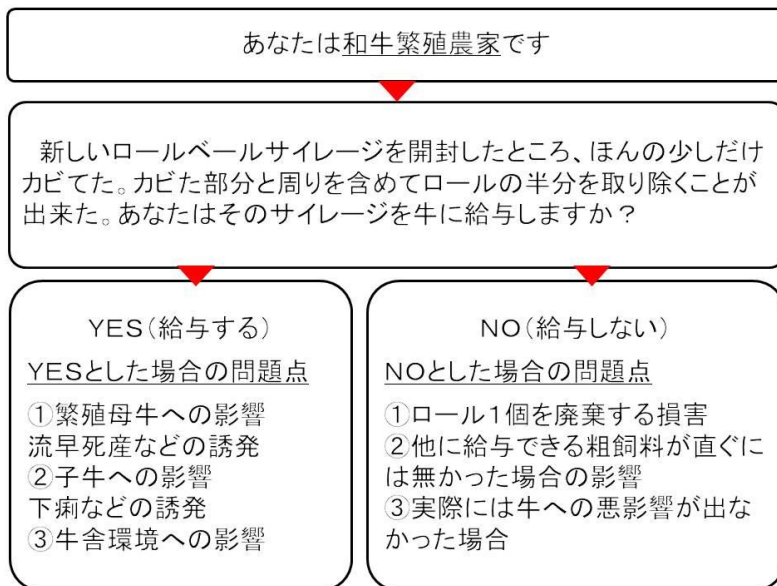 あなたは和牛繁殖農家です
新しいロールベールサイレージを開封したところ、ほんの少しだけ
カビてた。カビた部分と周りを含めてロールの半分を取り除くことが
出来た。あなたはそのサイレージを牛に給与しますか？
YES（給与する）
YESとした場合の問題点
①繁殖母牛への影響
流早死産などの誘発
②子牛への影響
下痢などの誘発
③牛舎環境への影響
NO（給与しない）
NOとした場合の問題点
①ロール１個を廃棄する損害
②他に給与できる粗飼料が直ぐに
は無かった場合の影響
③実際には牛への悪影響が出な
かった場合